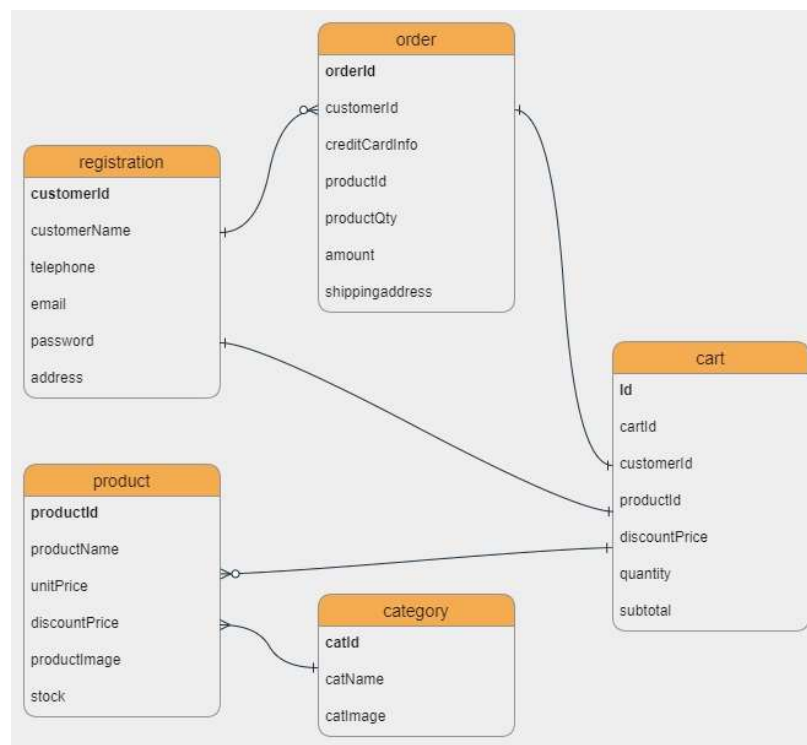 order
orderId
customerId
creditCardInfo
productId
productQty
amount
shippingaddress
registration
customerId
customerName
telephone
email
password
address
cart
Id
cartId
customerId
productId
discountPrice
quantity
subtotal
product
productId
productName
unitPrice
discountPrice
productImage
stock
category
catId
catName
catImage